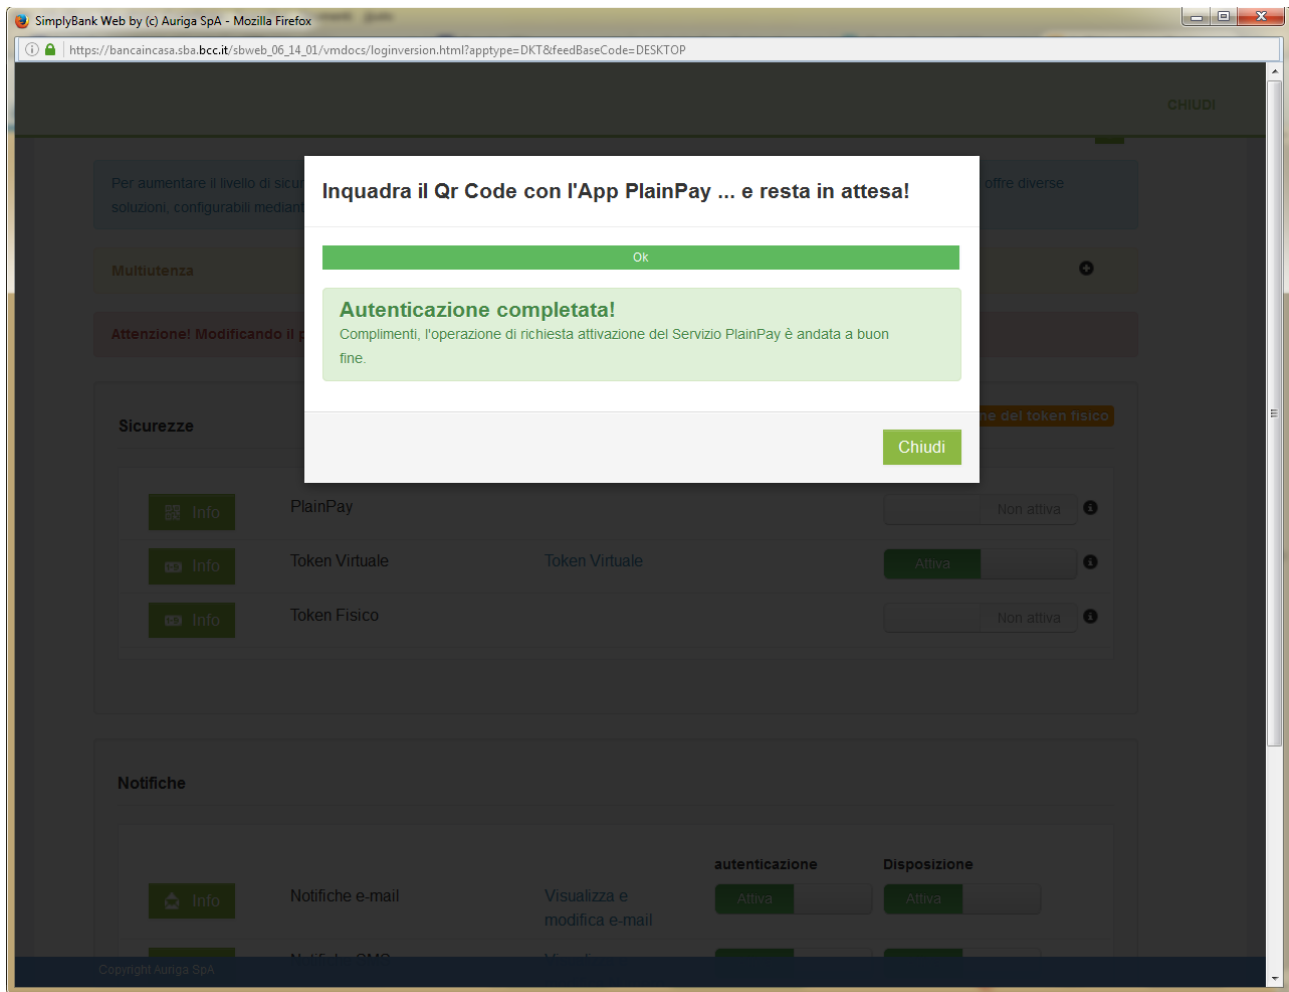 SimplyBank Web by (c) Auriga SpA - Mozilla Firefox
https://bancaincasa.sba.bcc.it/sbweb_06_14_01/vmdocs/loginversion.html?apptype=DKT&feedBaseCode=DESKTOP
CHIUDI
Per aumentare il livello di sicur
offre diverse
soluzioni, configurabili mediant
Inquadra il Qr Code con l'App PlainPay ... e resta in attesa!
Ok
Multiutenza
Autenticazione completata!
Complimenti, l'operazione di richiesta attivazione del Servizio PlainPay è andata a buon
fine.
Attenzione! Modificando il p
Sicurezze
ne del token fisico
Chiudi
Info PlainPay Non attiva
Info Token Virtuale Token Virtuale Attiva
Info Token Fisico Non attiva
Notifiche
autenticazione Disposizione
Info Notifiche e-mail Visualizza e Attiva Attiva
modifica e-mail
Copyright Auriga SpA